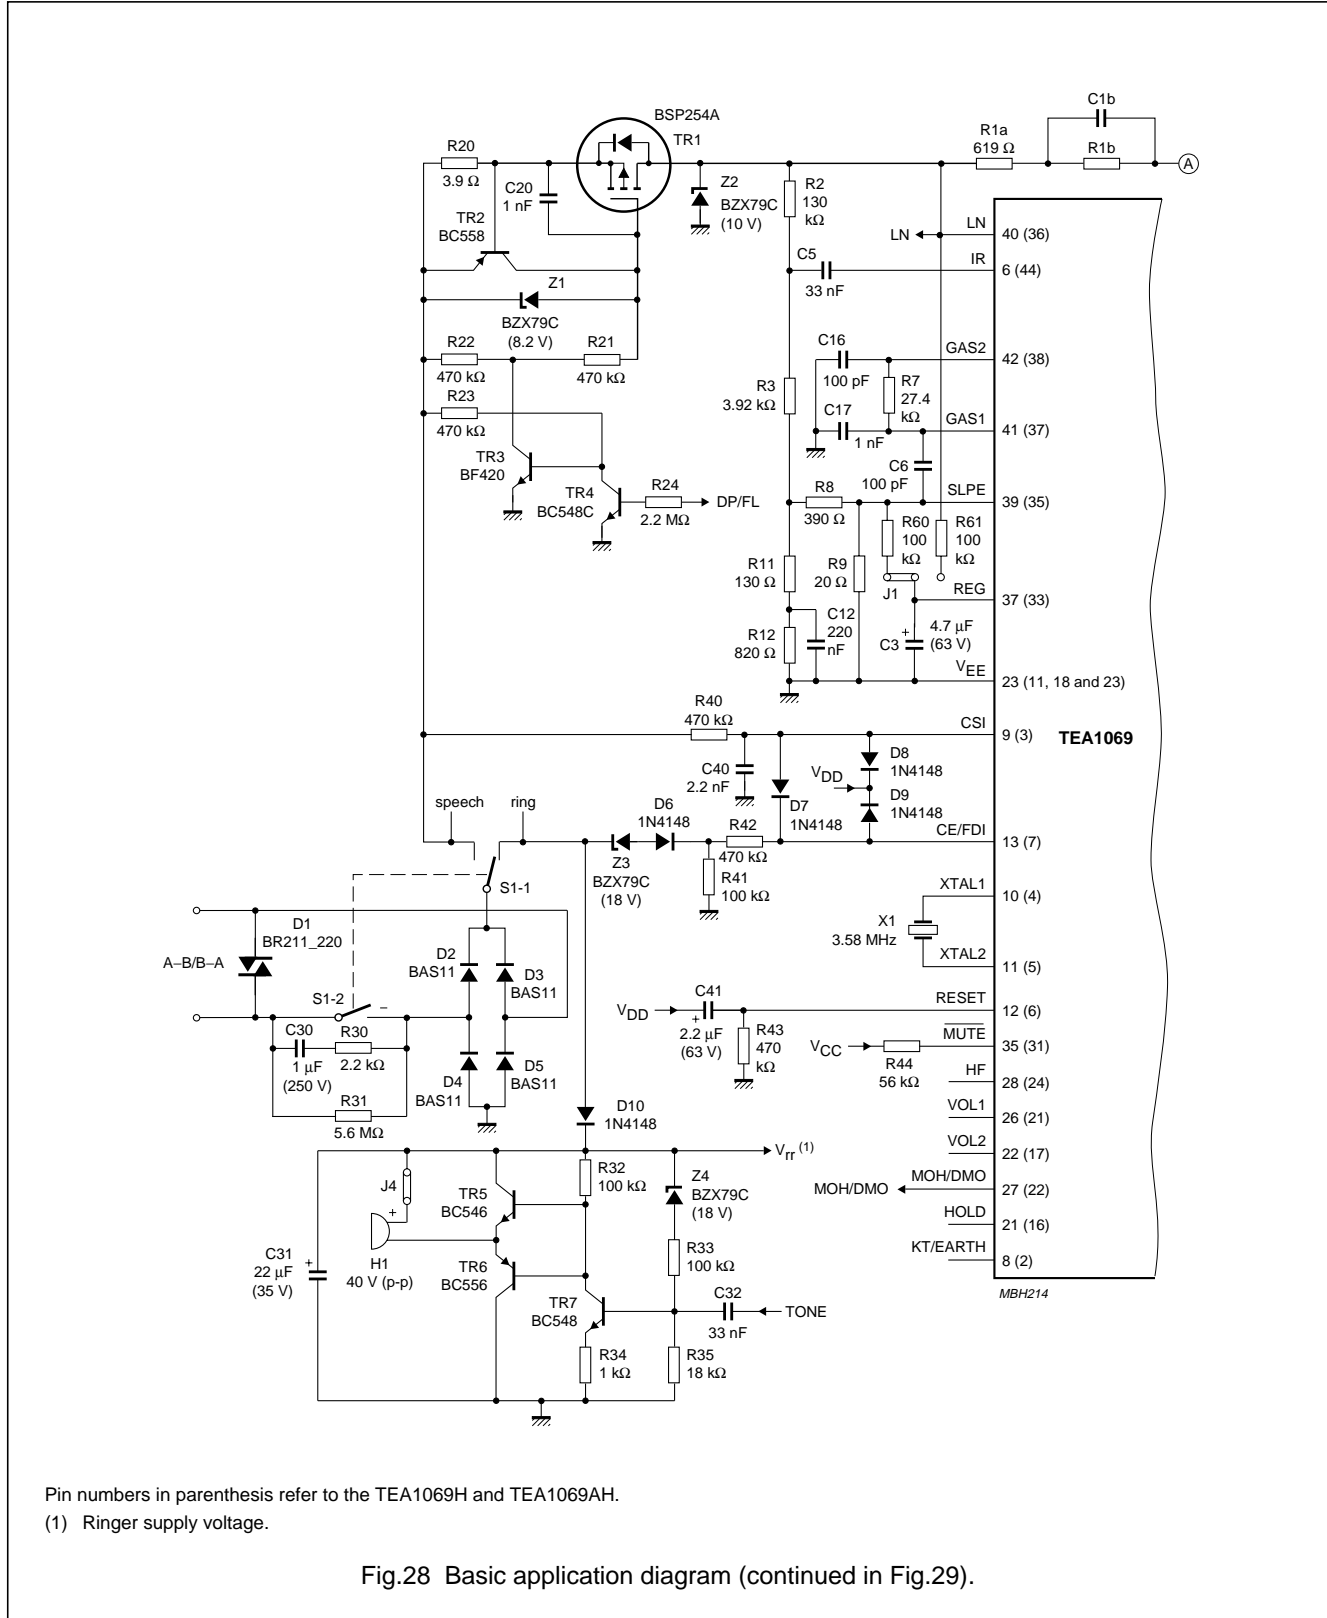 BSP254A
TR1
C1b
R1a
619 Ω
R1b
A
R20
3.9 Ω
C20
1 nF
Z2
BZX79C
(10 V)
R2
130
kΩ
TR2
BC558
LN
LN
40 (36)
C5
33 nF
IR
6 (44)
Z1
BZX79C
(8.2 V)
R22
470 kΩ
R21
470 kΩ
C16
100 pF
GAS2
42 (38)
R3
3.92 kΩ
R7
27.4
kΩ
R23
470 kΩ
C17
1 nF
GAS1
41 (37)
TR3
BF420
C6
100 pF
TR4
BC548C
R24
2.2 MΩ
DP/FL
R8
390 Ω
SLPE
39 (35)
R60
100
kΩ
R61
100
kΩ
R11
130 Ω
R9
20 Ω
J1
REG
37 (33)
R12
820 Ω
C12
220
nF
C3
+
4.7 μF
(63 V)
VEE
23 (11, 18 and 23)
R40
470 kΩ
CSI
9 (3)
TEA1069
C40
2.2 nF
VDD
D8
1N4148
D9
1N4148
D7
1N4148
speech
ring
D6
1N4148
R42
470 kΩ
CE/FDI
13 (7)
Z3
BZX79C
(18 V)
R41
100 kΩ
S1-1
XTAL1
10 (4)
X1
3.58 MHz
XTAL2
11 (5)
D1
BR211_220
A–B/B–A
D2
BAS11
D3
BAS11
S1-2
–
C41
VDD
+
2.2 μF
(63 V)
R43
470
kΩ
RESET
12 (6)
C30
1 μF
(250 V)
R30
2.2 kΩ
VCC
R44
56 kΩ
MUTE
35 (31)
D4
BAS11
D5
BAS11
HF
28 (24)
R31
5.6 MΩ
D10
1N4148
VOL1
26 (21)
VOL2
22 (17)
Vrr (1)
J4
+
TR5
BC546
R32
100 kΩ
Z4
BZX79C
(18 V)
MOH/DMO
MOH/DMO
27 (22)
HOLD
21 (16)
C31
22 μF
(35 V)
+
H1
40 V (p-p)
TR6
BC556
R33
100 kΩ
KT/EARTH
8 (2)
MBH214
TR7
BC548
C32
33 nF
TONE
R34
1 kΩ
R35
18 kΩ
Pin numbers in parenthesis refer to the TEA1069H and TEA1069AH.
(1) Ringer supply voltage.
Fig.28 Basic application diagram (continued in Fig.29).